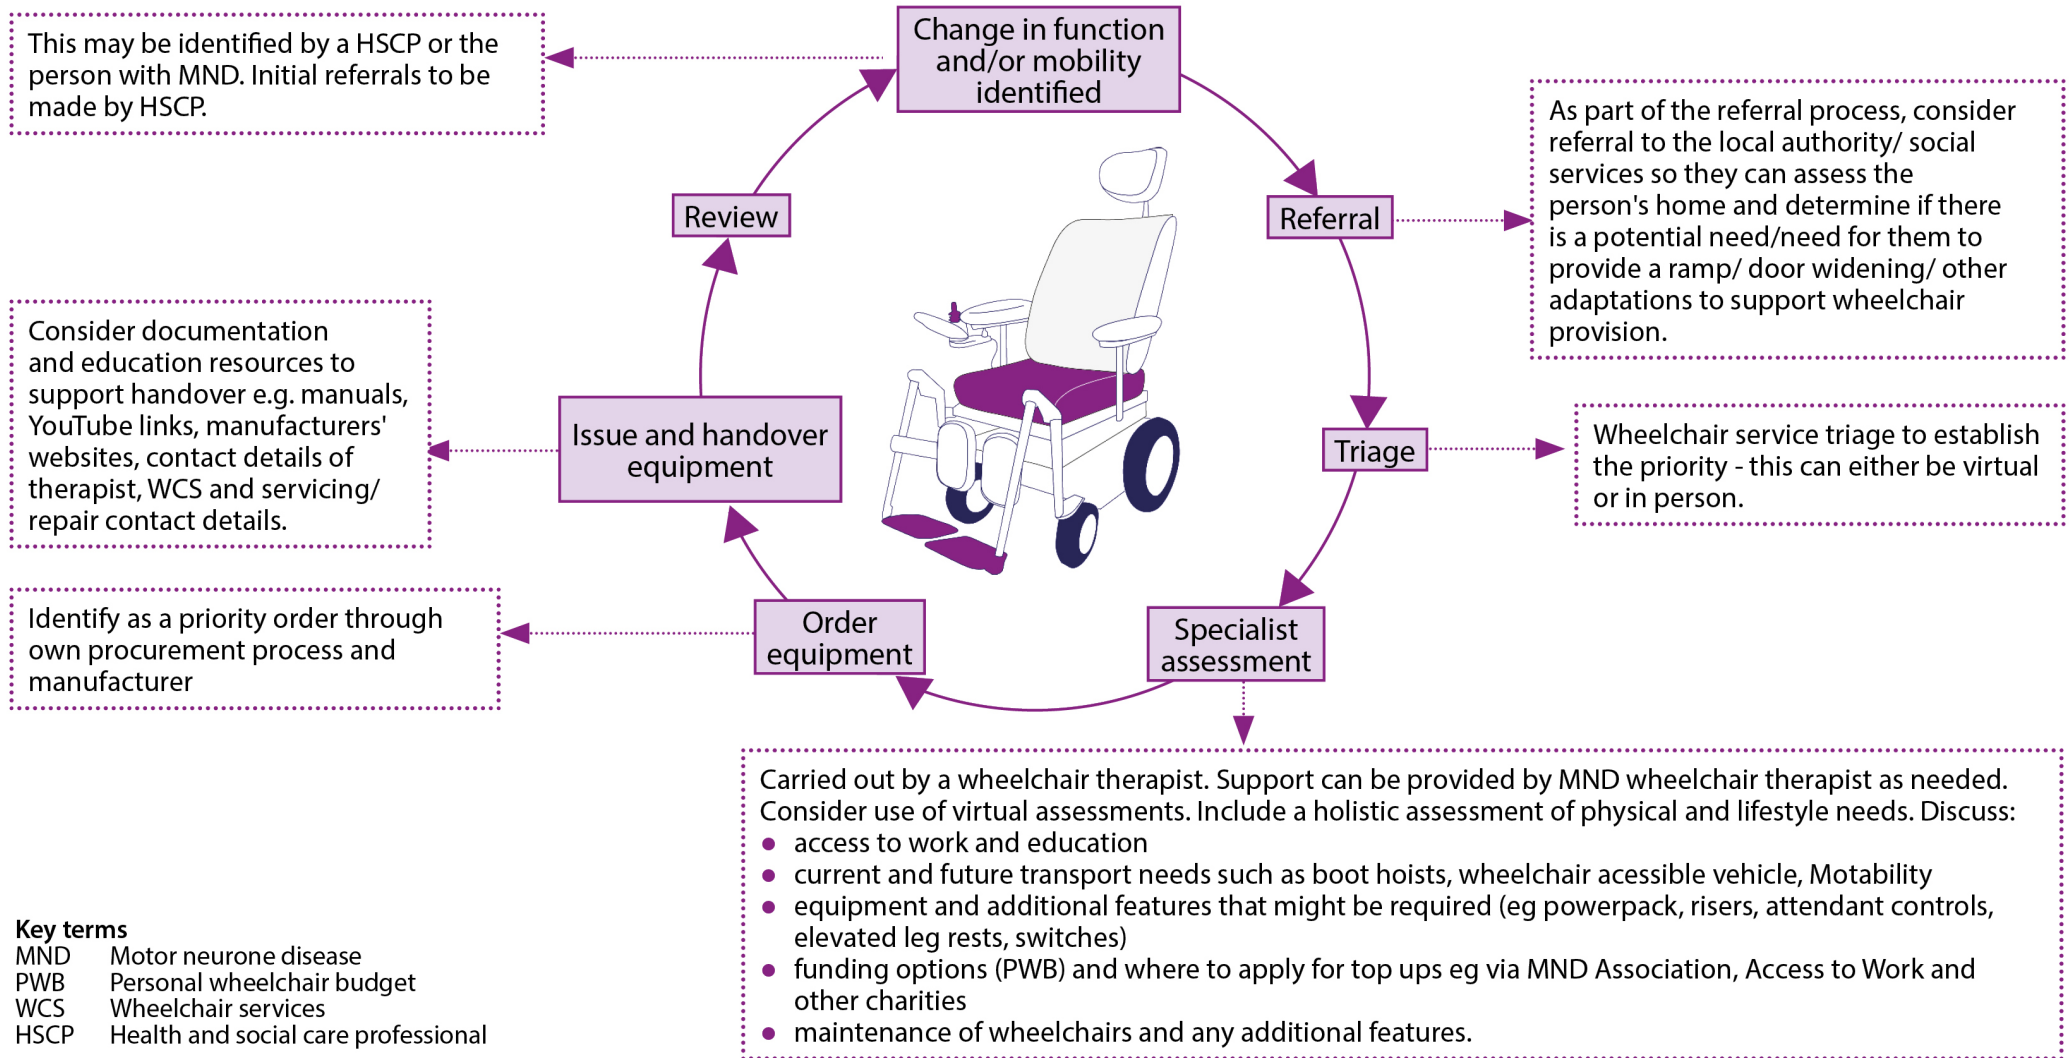 Change in function
and/or mobility
identified
This may be identified by a HSCP or the
person with MND. Initial referrals to be
made by HSCP.
Referral
As part of the referral process, consider
referral to the local authority/ social
services so they can assess the
person's home and determine if there
is a potential need/need for them to
provide a ramp/ door widening/ other
adaptations to support wheelchair
provision.
Triage
Wheelchair service triage to establish
the priority - this can either be virtual
or in person.
Specialist
assessment
Carried out by a wheelchair therapist. Support can be provided by MND wheelchair therapist as needed.
Consider use of virtual assessments. Include a holistic assessment of physical and lifestyle needs. Discuss:
● access to work and education
● current and future transport needs such as boot hoists, wheelchair acessible vehicle, Motability
● equipment and additional features that might be required (eg powerpack, risers, attendant controls,
elevated leg rests, switches)
● funding options (PWB) and where to apply for top ups eg via MND Association, Access to Work and
other charities
● maintenance of wheelchairs and any additional features.
Order
equipment
Identify as a priority order through
own procurement process and
manufacturer
Issue and handover
equipment
Consider documentation
and education resources to
support handover e.g. manuals,
YouTube links, manufacturers'
websites, contact details of
therapist, WCS and servicing/
repair contact details.
Review
Key terms
MND Motor neurone disease
PWB Personal wheelchair budget
WCS Wheelchair services
HSCP Health and social care professional